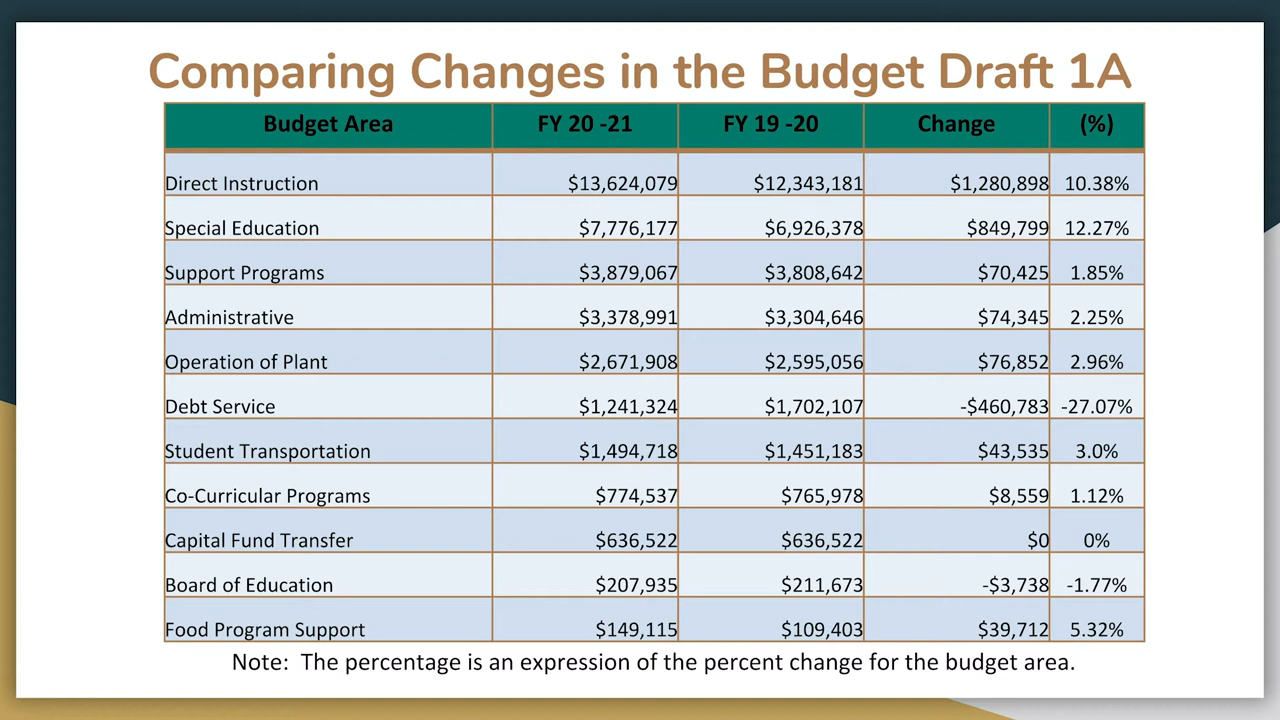 Comparing Changes in the Budget Draft 1A
Budget Area FY 20 -21 FY 19 -20 Change (%)
Direct Instruction $13,624,079 $12,343,181 $1,280,898 10.38%
Special Education $7,776,177 $6,926,378 $849,799 12.27%
Support Programs $3,879,067 $3,808,642 $70,425 1.85%
Administrative $3,378,991 $3,304,646 $74,345 2.25%
Operation of Plant $2,671,908 $2,595,056 $76,852 2.96%
Debt Service $1,241,324 $1,702,107 -$460,783 -27.07%
Student Transportation $1,494,718 $1,451,183 $43,535 3.0%
Co-Curricular Programs $774,537 $765,978 $8,559 1.12%
Capital Fund Transfer $636,522 $636,522 $0 0%
Board of Education $207,935 $211,673 -$3,738 -1.77%
Food Program Support $149,115 $109,403 $39,712 5.32%
Note: The percentage is an expression of the percent change for the budget area.